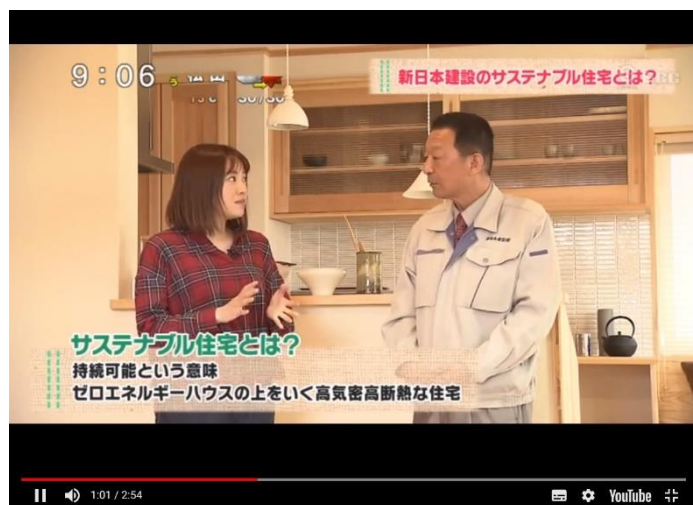 9:06
新日本建設のサステナブル住宅とは?
サステナブル住宅とは?
持続可能という意味
ゼロエネルギーハウスの上をいく高気密高断熱な住宅
1:01 / 2:54
YouTube